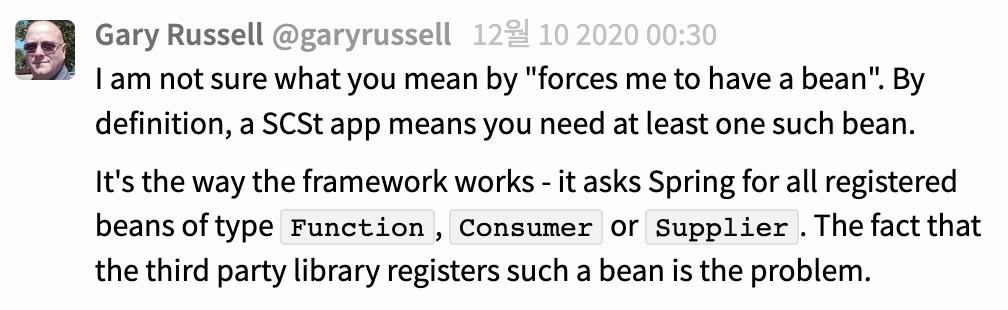 Gary Russell @garyrussell 12월 10 2020 00:30
I am not sure what you mean by "forces me to have a bean". By
definition, a SCSt app means you need at least one such bean.
It's the way the framework works - it asks Spring for all registered
beans of type Function, Consumer or Supplier. The fact that
the third party library registers such a bean is the problem.